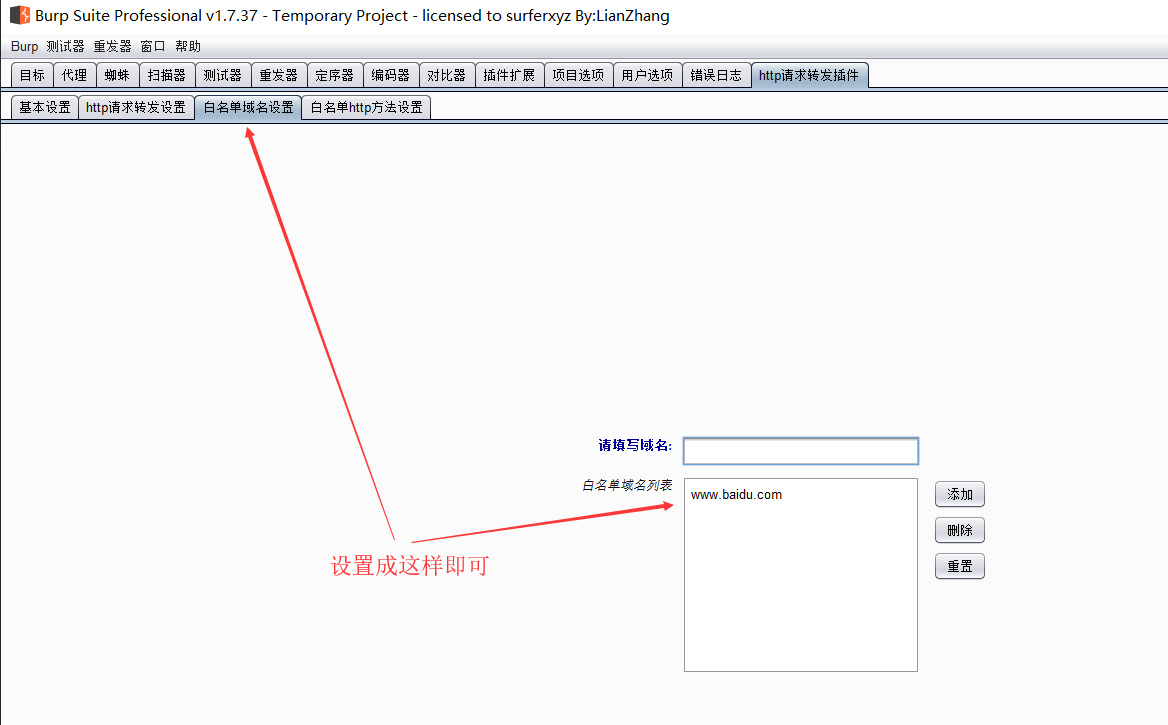 Burp Suite Professional v1.7.37 - Temporary Project - licensed to surferxyz By:LianZhang
Burp 测试器 重发器 窗口 帮助
目标 代理 蜘蛛 扫描器 测试器 重发器 定序器 编码器 对比器 插件扩展 项目选项 用户选项 错误日志 http请求转发插件
基本设置 http请求转发设置 白名单域名设置 白名单http方法设置
请填写域名:
白名单域名列表
www.baidu.com
添加
删除
重置
设置成这样即可